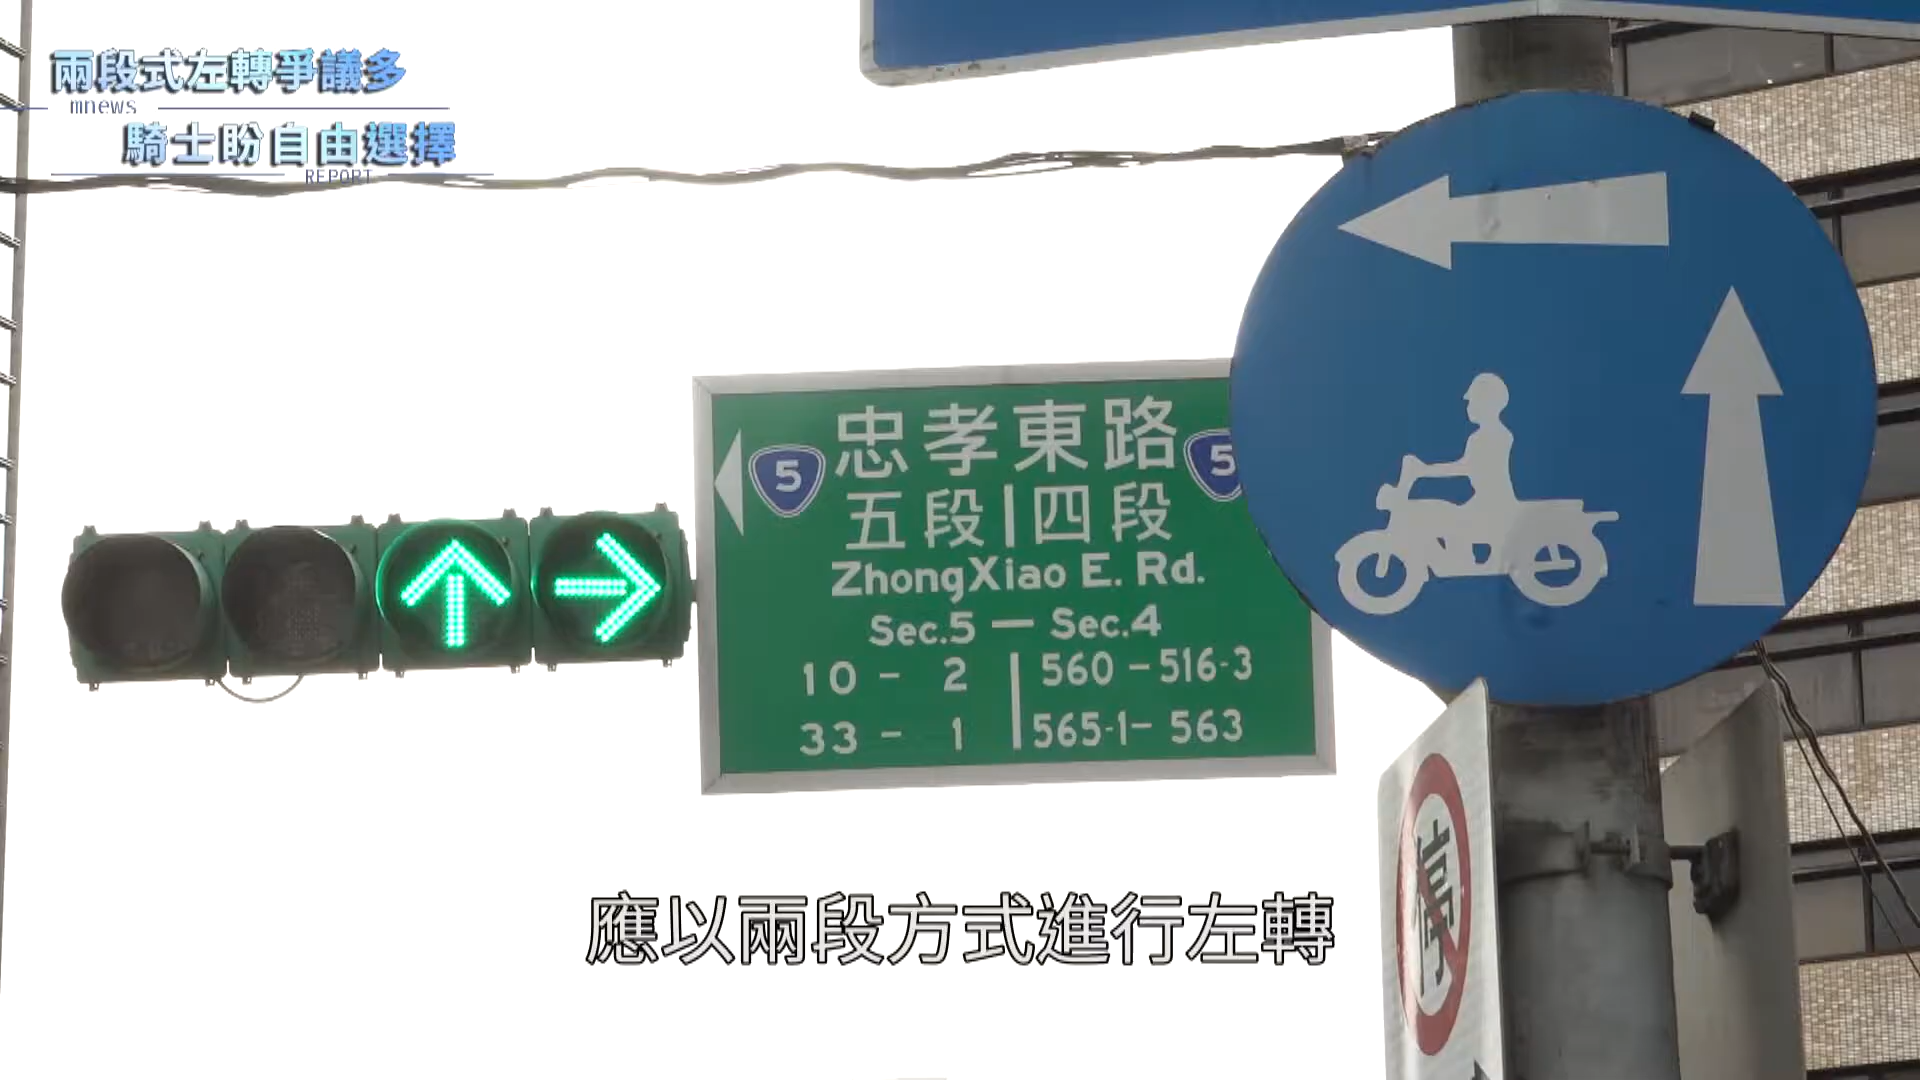 兩段式左轉爭議多
mnews
騎士盼自由選擇
REPORT
5 忠孝東路 5
五段|四段
ZhongXiao E. Rd.
Sec.5 — Sec.4
10 - 2 | 560 - 516-3
33 - 1 | 565-1 - 563
停
應以兩段方式進行左轉